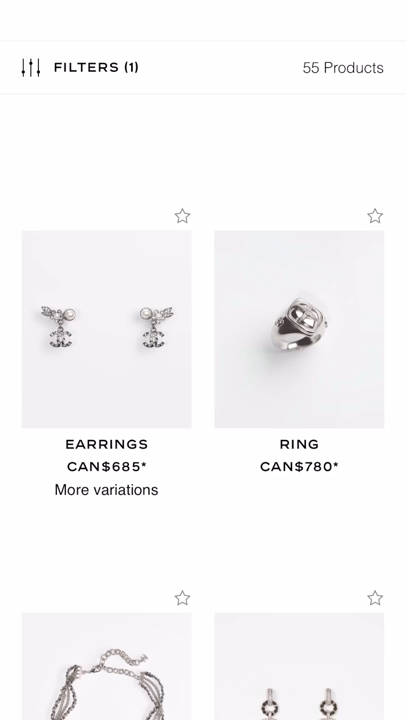 FILTERS (1)
55 Products
EARRINGS
CAN$685*
More variations
RING
CAN$780*